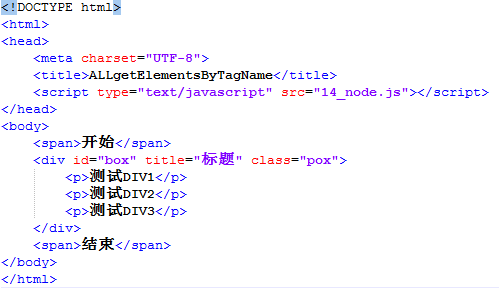 <!DOCTYPE html>
<html>
<head>
    <meta charset="UTF-8">
    <title>ALLgetElementsByTagName</title>
    <script type="text/javascript" src="14_node.js"></script>
</head>
<body>
    <span>开始</span>
    <div id="box" title="标题" class="pox">
        <p>测试DIV1</p>
        <p>测试DIV2</p>
        <p>测试DIV3</p>
    </div>
    <span>结束</span>
</body>
</html>